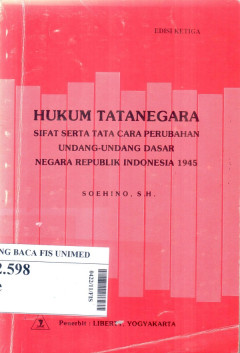 EDISI KETIGA
HUKUM TATANEGARA
SIFAT SERTA TATA CARA PERUBAHAN
UNDANG-UNDANG DASAR
NEGARA REPUBLIK INDONESIA 1945
SOEHINO, S.H.
NG BACA FIS UNIMED
2.598
Penerbit : LIBERTY YOGYAKARTA